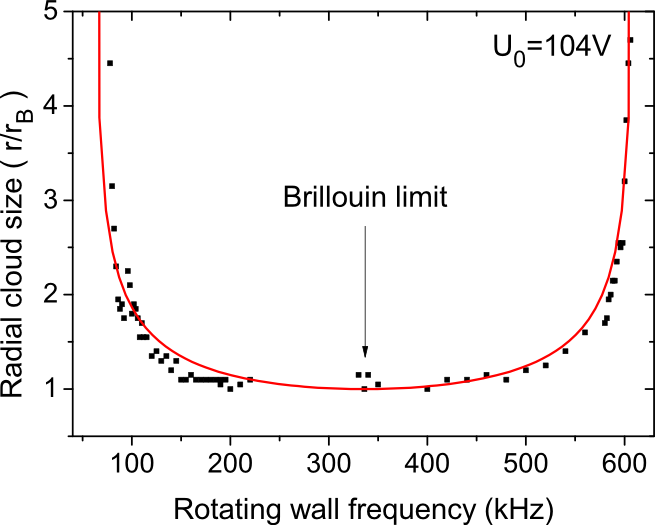 5
U0=104V
4
Radial cloud size ( r/rB )
3
Brillouin limit
2
1
100 200 300 400 500 600
Rotating wall frequency (kHz)